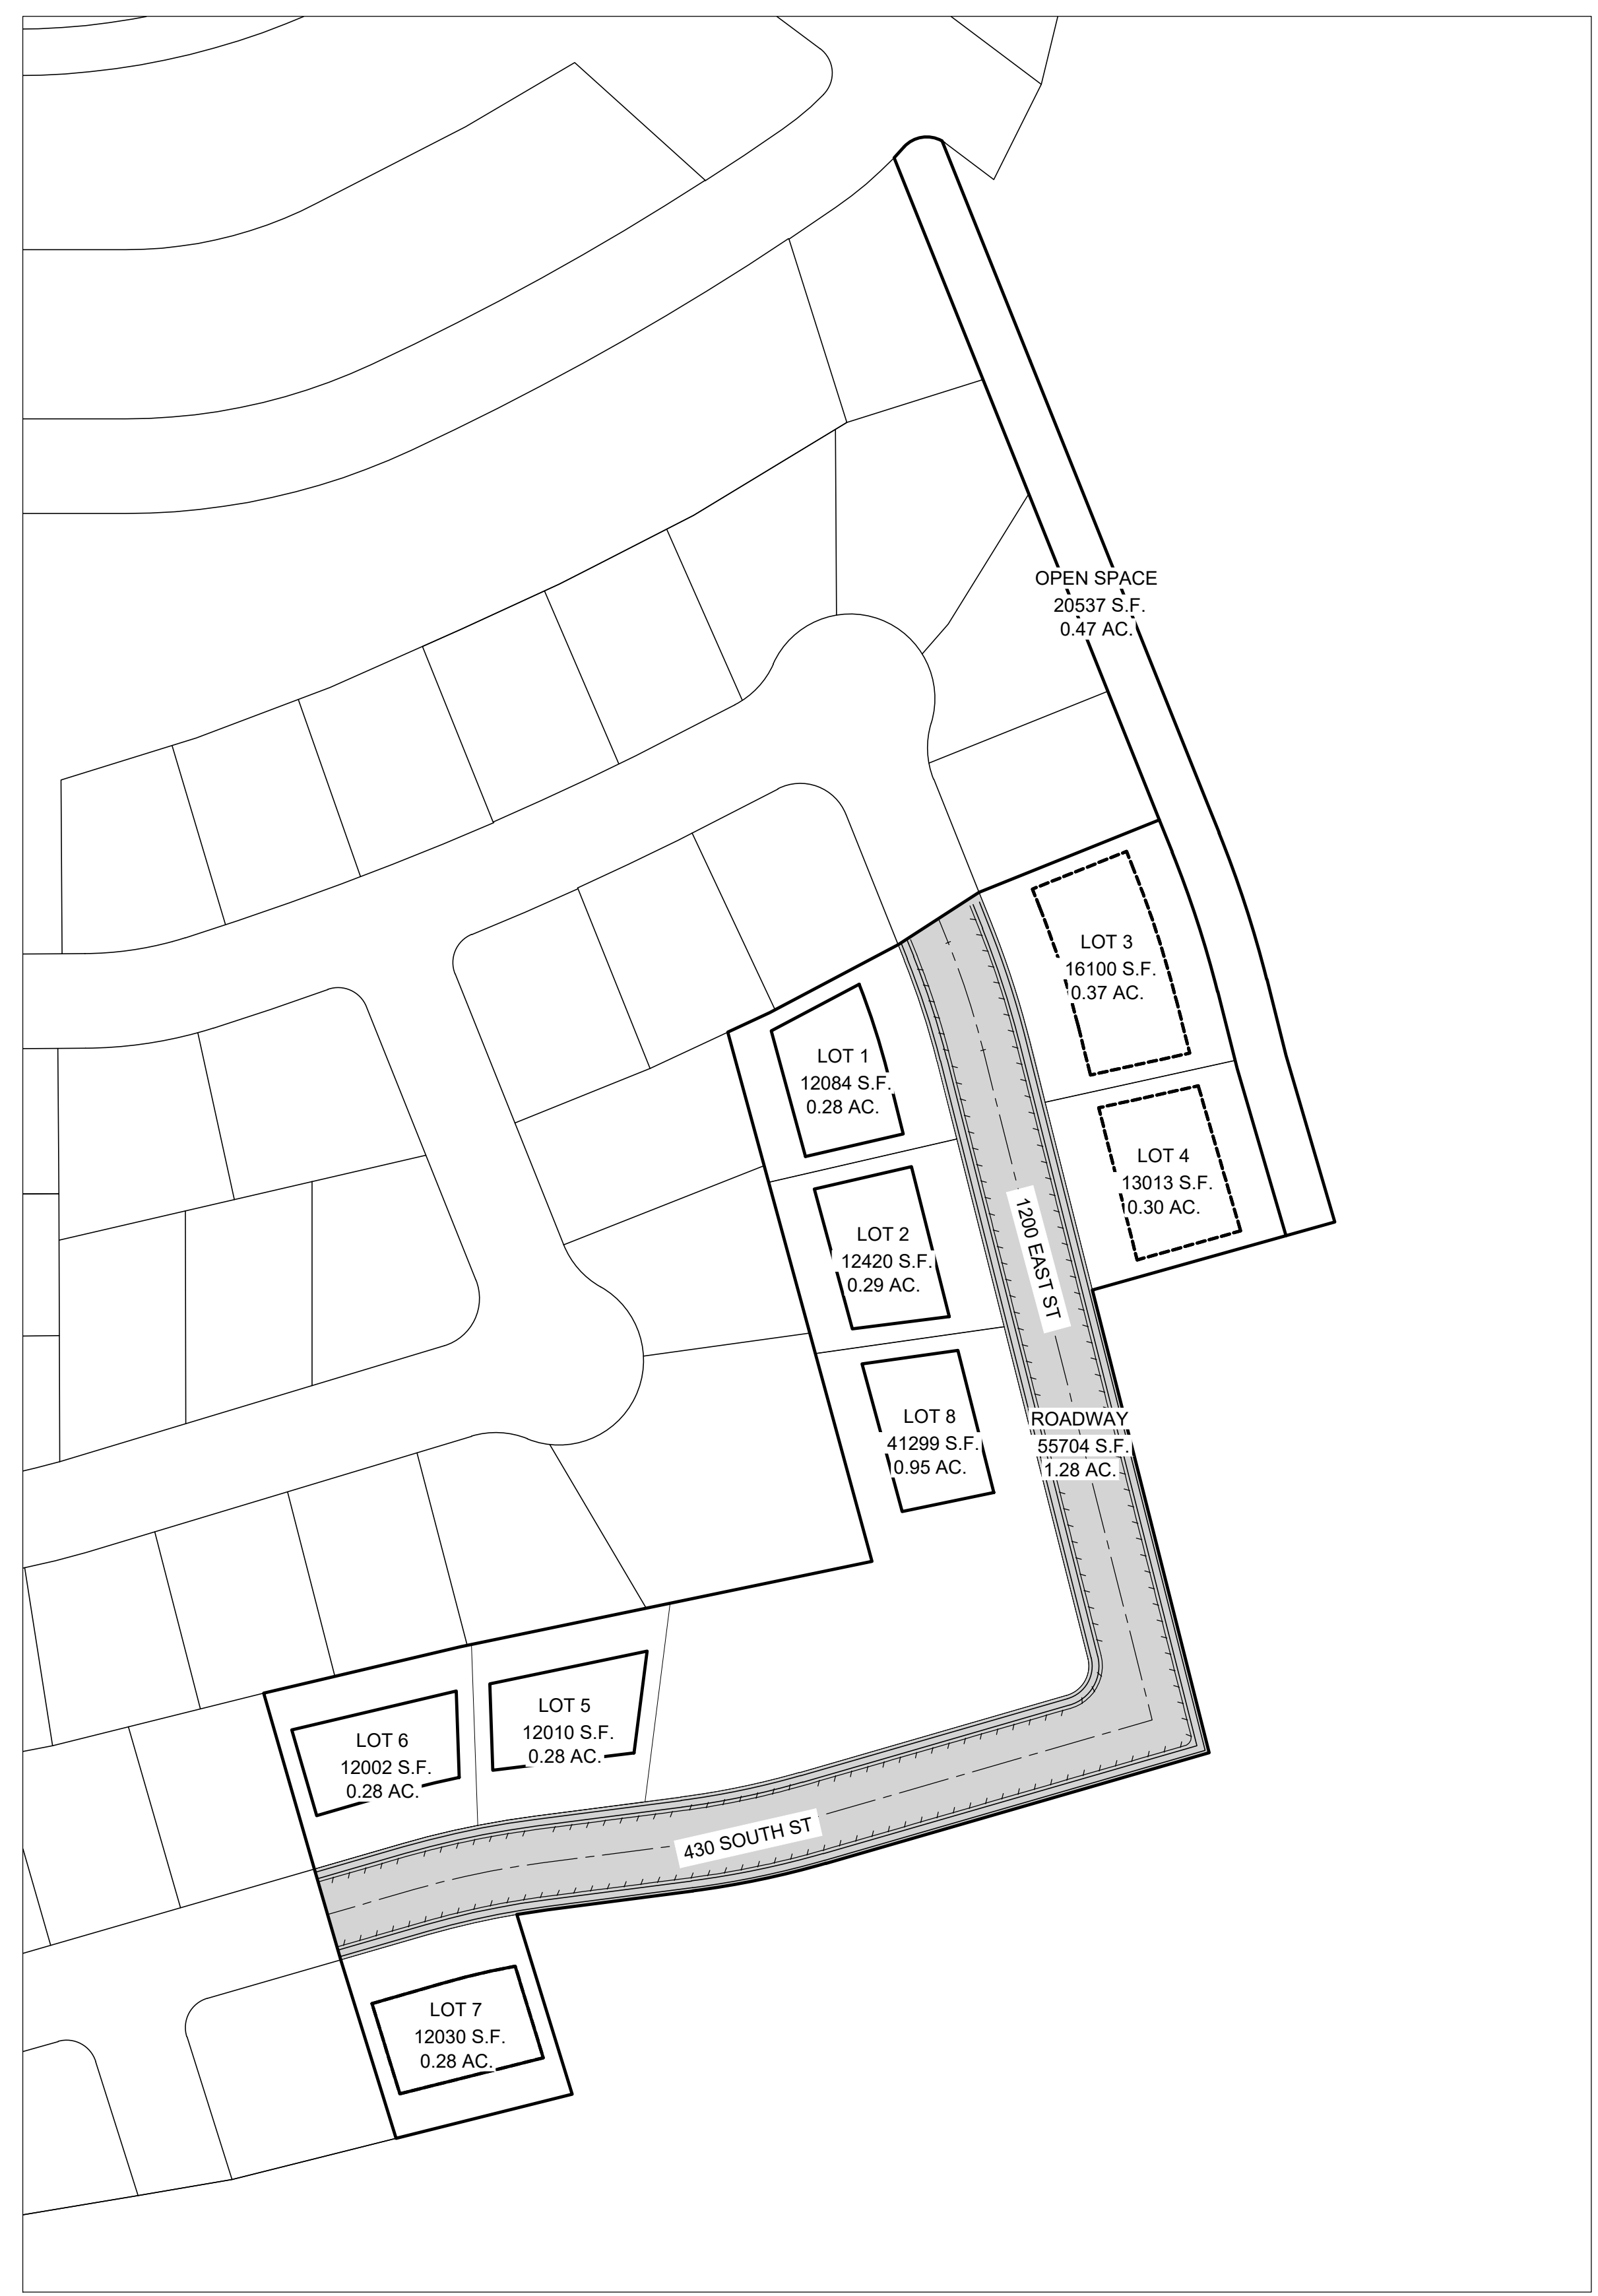 OPEN SPACE
20537 S.F.
0.47 AC.
LOT 3
16100 S.F.
0.37 AC.
LOT 1
12084 S.F.
0.28 AC.
LOT 4
13013 S.F.
0.30 AC.
LOT 2
12420 S.F.
0.29 AC.
1200 EAST ST
LOT 8
41299 S.F.
0.95 AC.
ROADWAY
55704 S.F.
1.28 AC.
LOT 5
12010 S.F.
0.28 AC.
LOT 6
12002 S.F.
0.28 AC.
430 SOUTH ST
LOT 7
12030 S.F.
0.28 AC.